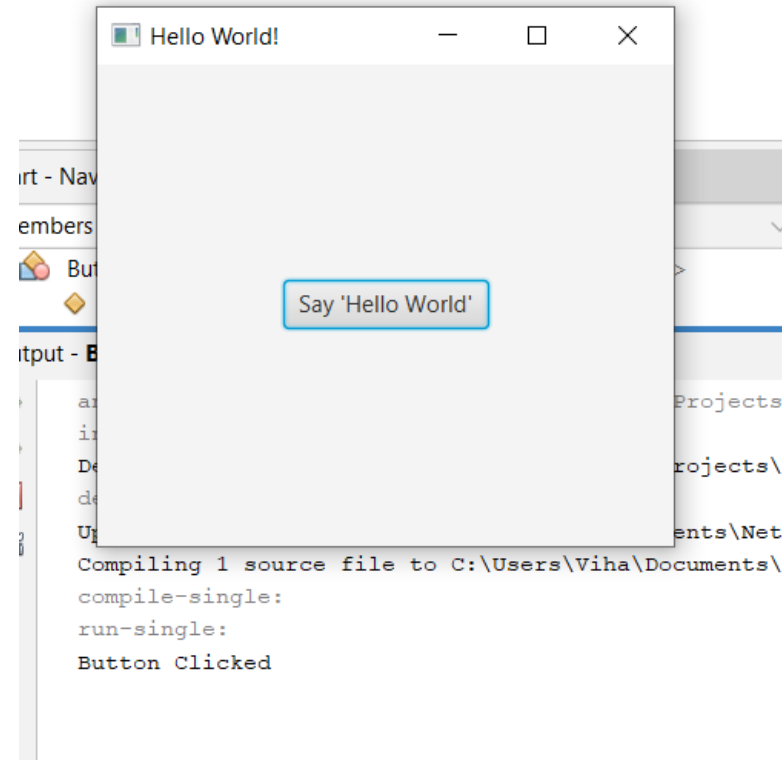 Hello World!
rt - Nav
embers
But
>
Say 'Hello World'
tput - B
ar
Projects
in
De
rojects\
de
Up
ents\Net
Compiling 1 source file to C:\Users\Viha\Documents\
compile-single:
run-single:
Button Clicked